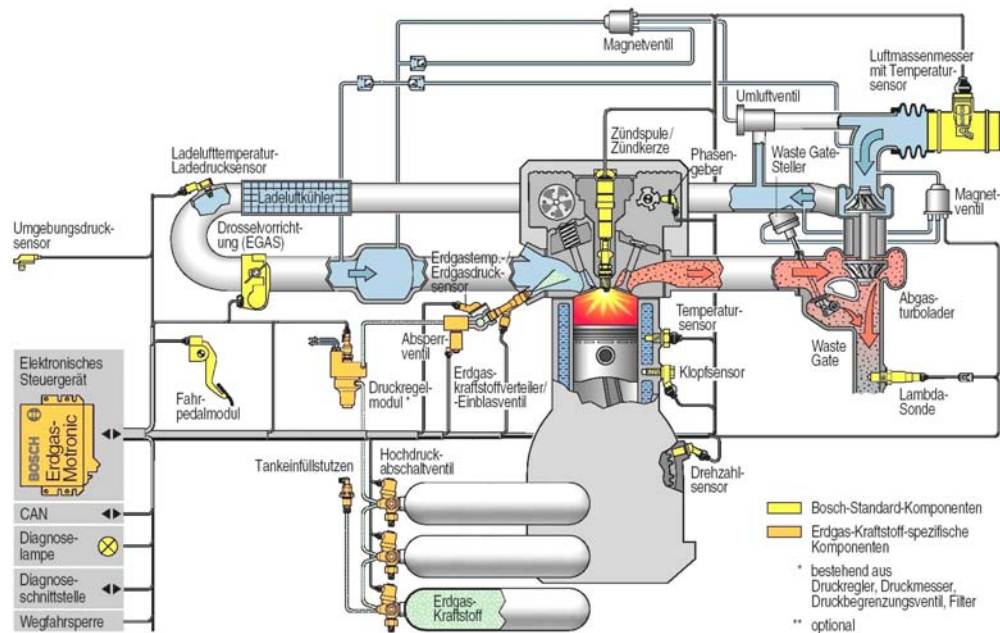 Magnetventil
Luftmassenmesser
mit Temperatur-
sensor
Umluftventil
Zündspule/
Zündkerze
Phasen-
geber
Waste Gate-
Steller
Ladelufttemperatur-
Ladedrucksensor
Ladeluftkühler
Magnet-
ventil
Umgebungsdruck-
sensor
Drosselvorrich-
tung (EGAS)
Erdgastemp.-/
Erdgasdruck-
sensor
Abgas-
turbolader
Temperatur-
sensor
Waste
Gate
Absperr-
ventil
Elektronisches
Steuergerät
Fahr-
pedalmodul
Druckregel-
modul *
Erdgas-
kraftstoffverteiler/
-Einblasventil
Klopfsensor
Lambda-
Sonde
BOSCH
Erdgas-
Motronic
Tankeinfüllstutzen
Hochdruck-
abschaltventil
Drehzahl-
sensor
CAN
Diagnose-
lampe
Diagnose-
schnittstelle
Wegfahrsperre
Erdgas-
Kraftstoff
Bosch-Standard-Komponenten
Erdgas-Kraftstoff-spezifische
Komponenten
* bestehend aus
Druckregler, Druckmesser,
Druckbegrenzungsventil, Filter
** optional